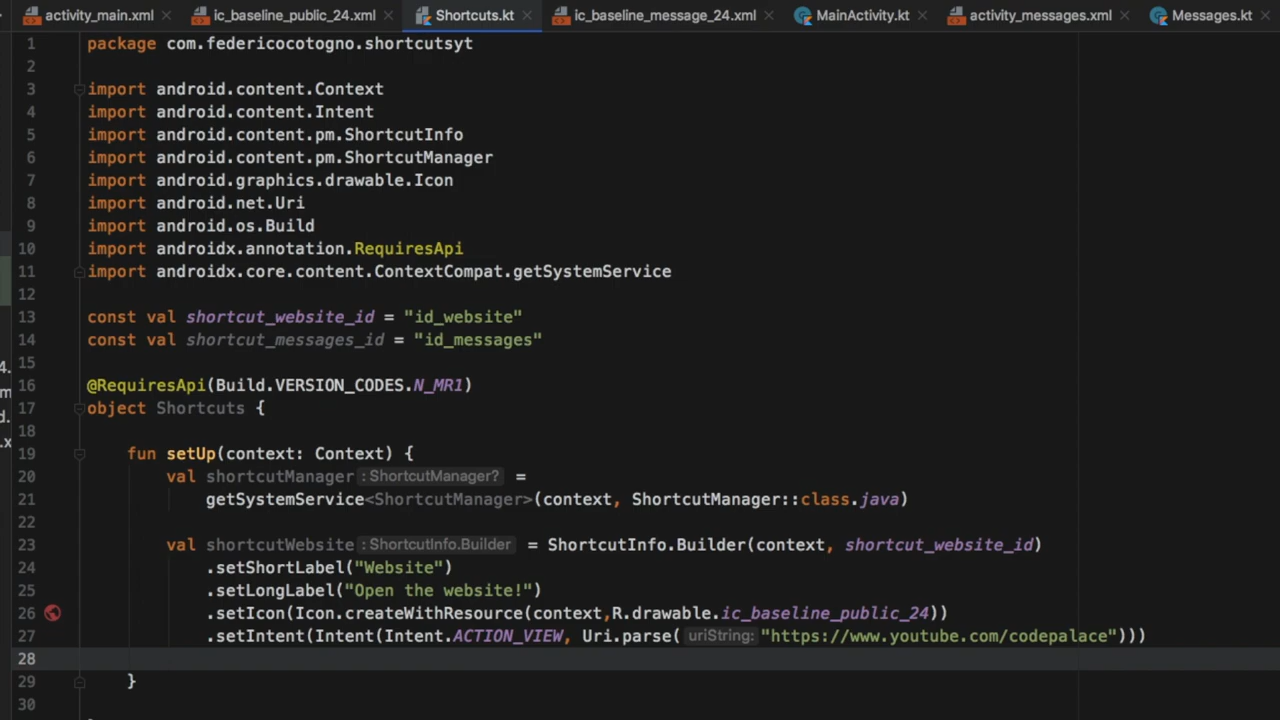 activity_main.xml ic_baseline_public_24.xml Shortcuts.kt ic_baseline_message_24.xml MainActivity.kt activity_messages.xml Messages.kt
1 package com.federicocotogno.shortcutsyt
2
3 import android.content.Context
4 import android.content.Intent
5 import android.content.pm.ShortcutInfo
6 import android.content.pm.ShortcutManager
7 import android.graphics.drawable.Icon
8 import android.net.Uri
9 import android.os.Build
10 import androidx.annotation.RequiresApi
11 import androidx.core.content.ContextCompat.getSystemService
12
13 const val shortcut_website_id = "id_website"
14 const val shortcut_messages_id = "id_messages"
15
16 @RequiresApi(Build.VERSION_CODES.N_MR1)
17 object Shortcuts {
18
19 fun setUp(context: Context) {
20 val shortcutManager : ShortcutManager? =
21 getSystemService<ShortcutManager>(context, ShortcutManager::class.java)
22
23 val shortcutWebsite : ShortcutInfo.Builder = ShortcutInfo.Builder(context, shortcut_website_id)
24 .setShortLabel("Website")
25 .setLongLabel("Open the website!")
26 .setIcon(Icon.createWithResource(context,R.drawable.ic_baseline_public_24))
27 .setIntent(Intent(Intent.ACTION_VIEW, Uri.parse( uriString: "https://www.youtube.com/codepalace")))
28
29 }
30